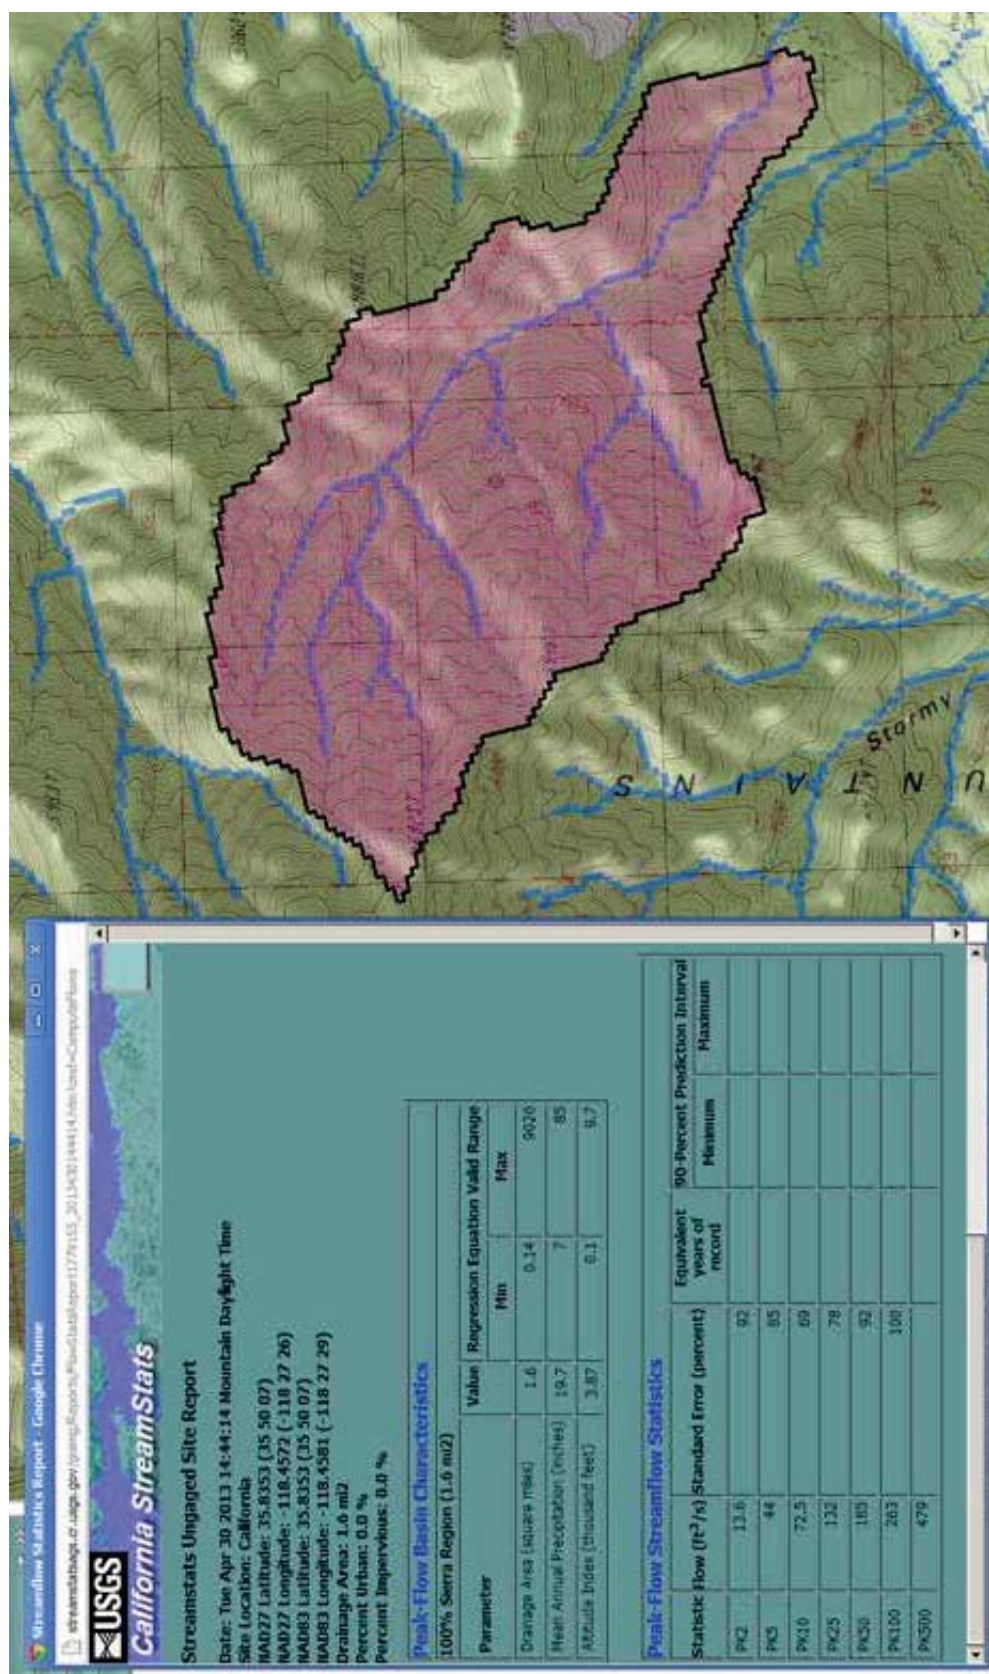 Streamflow Statistics Report - Google Chrome
USGS
California StreamStats
Streamstats Ungaged Site Report
Date: Tue Apr 30 2013 14:44:14 Mountain Daylight Time
Site Location: California
NAD27 Latitude: 35.8353 (35 50 07)
NAD27 Longitude: -118.4572 (-118 27 26)
NAD83 Latitude: 35.8353 (35 50 07)
NAD83 Longitude: -118.4581 (-118 27 29)
Drainage Area: 1.6 mi2
Percent Urban: 0.0 %
Percent Impervious: 0.0 %
Peak-Flow Basin Characteristics
100% Sierra Region (1.6 mi2)
Parameter Value Regression Equation Valid Range
Min Max
Drainage Area (square miles) 1.6 0.14 9020
Mean Annual Precipitation (inches) 19.7 7 85
Altitude Index (thousand feet) 3.87 0.1 9.7
Peak-Flow Streamflow Statistics
Statistic Flow (ft³/s) Standard Error (percent) Equivalent years of record 90-Percent Prediction Interval
Minimum Maximum
PK2 13.6 92
PK5 44 85
PK10 72.5 69
PK25 132 78
PK50 185 92
PK100 263 100
PK500 479
UNTAINS
Stormy